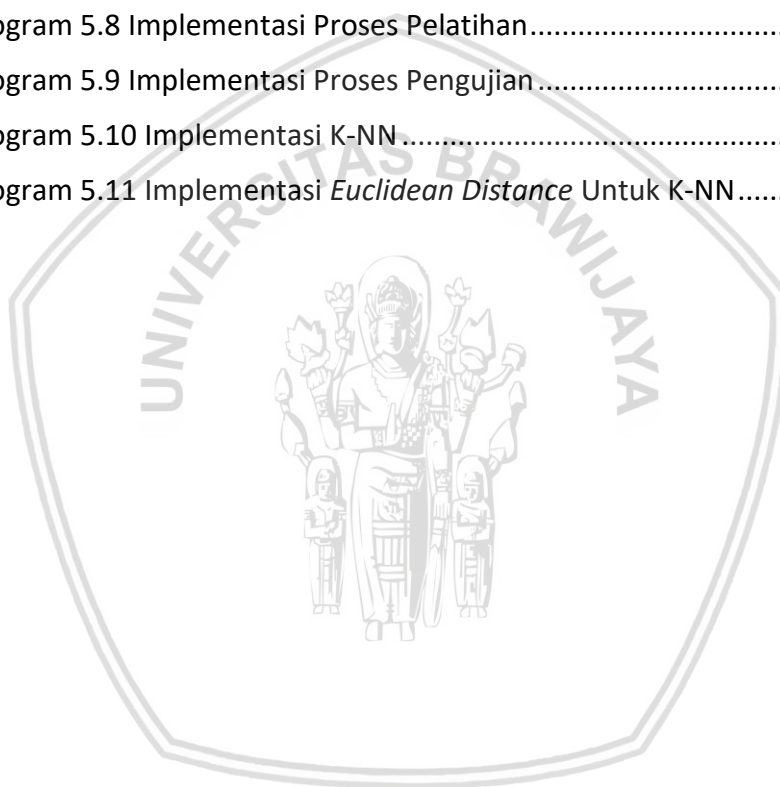 ogram 5.8 Implementasi Proses Pelatihan..............................
ogram 5.9 Implementasi Proses Pengujian.............................
ogram 5.10 Implementasi K-NN............................................
ogram 5.11 Implementasi Euclidean Distance Untuk K-NN......
UNIVERSITAS BRAWIJAYA